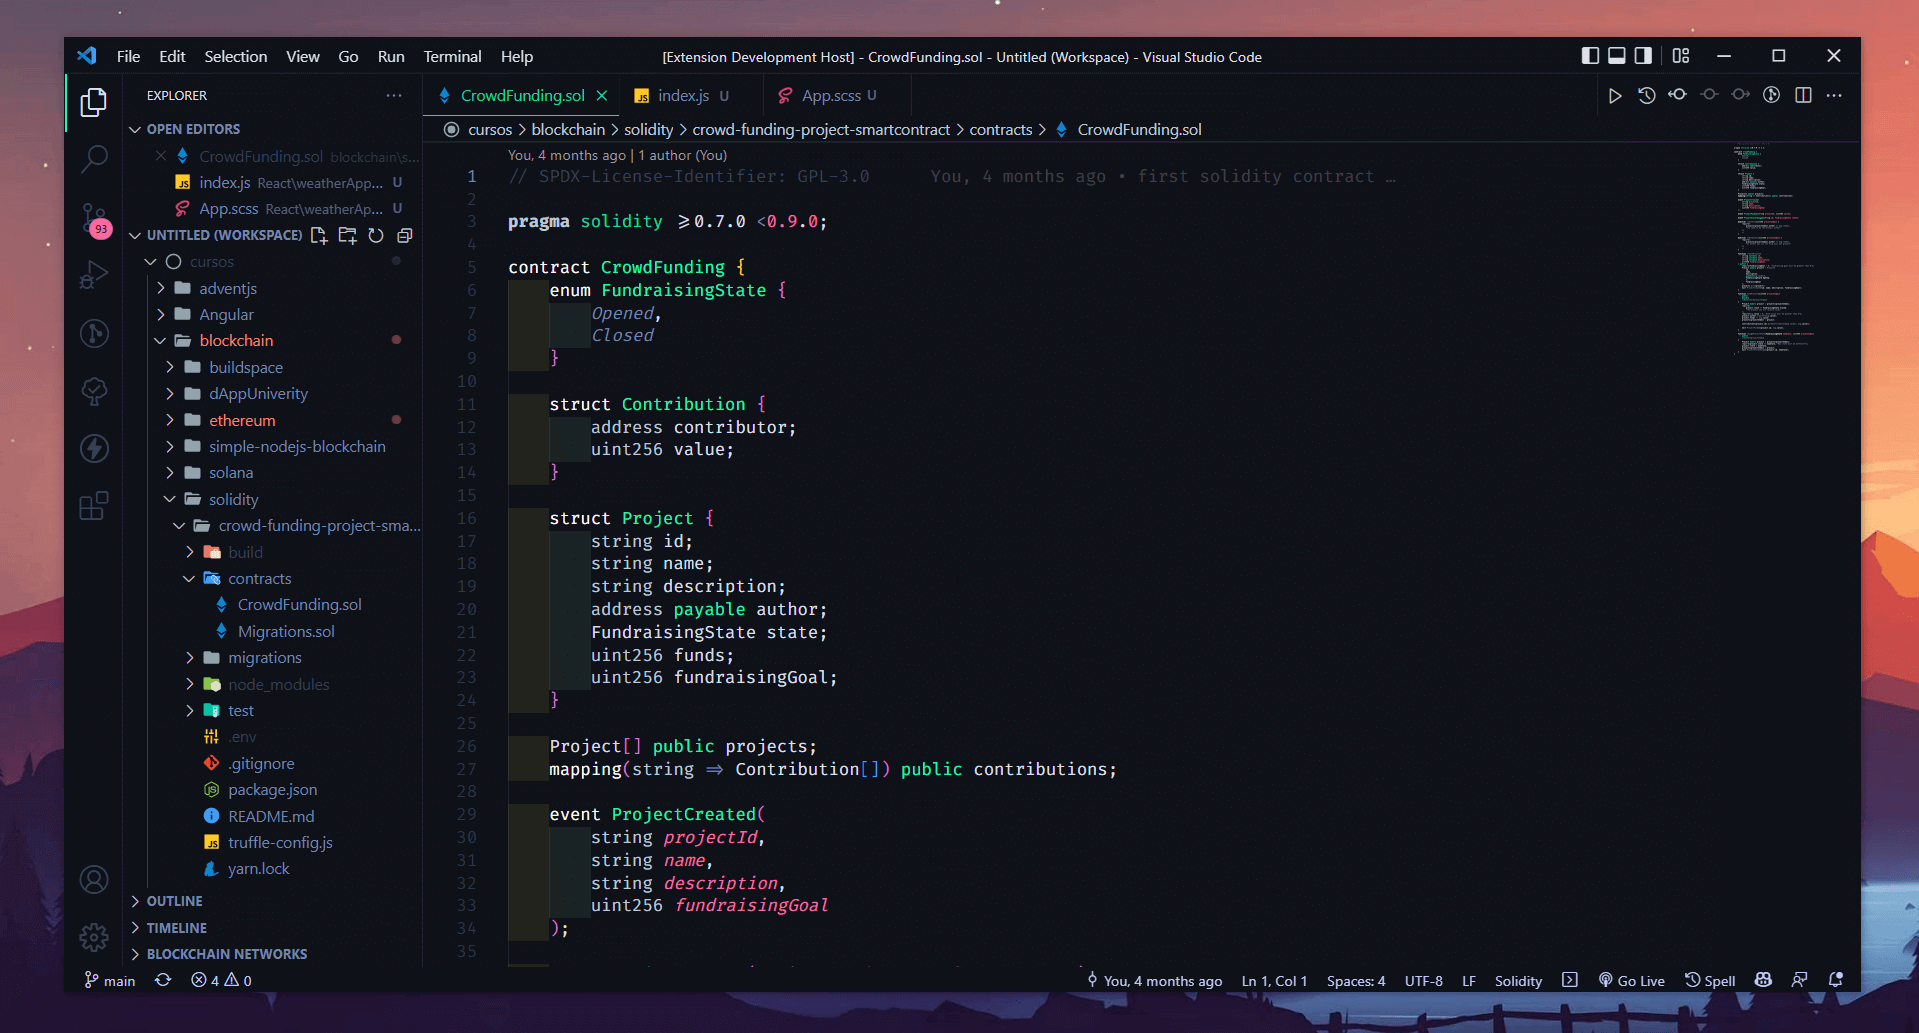 File Edit Selection View Go Run Terminal Help
[Extension Development Host] - CrowdFunding.sol - Untitled (Workspace) - Visual Studio Code
EXPLORER
OPEN EDITORS
CrowdFunding.sol blockchain\s...
index.js React\weatherApp... U
App.scss React\weatherApp... U
93
UNTITLED (WORKSPACE)
cursos
adventjs
Angular
blockchain
buildspace
dAppUniverity
ethereum
simple-nodejs-blockchain
solana
solidity
crowd-funding-project-sma...
build
contracts
CrowdFunding.sol
Migrations.sol
migrations
node_modules
test
.env
.gitignore
package.json
README.md
truffle-config.js
yarn.lock
OUTLINE
TIMELINE
BLOCKCHAIN NETWORKS
CrowdFunding.sol index.js U App.scss U
cursos > blockchain > solidity > crowd-funding-project-smartcontract > contracts > CrowdFunding.sol
You, 4 months ago | 1 author (You)
1 // SPDX-License-Identifier: GPL-3.0 You, 4 months ago • first solidity contract …
2
3 pragma solidity >=0.7.0 <0.9.0;
4
5 contract CrowdFunding {
6 enum FundraisingState {
7 Opened,
8 Closed
9 }
10
11 struct Contribution {
12 address contributor;
13 uint256 value;
14 }
15
16 struct Project {
17 string id;
18 string name;
19 string description;
20 address payable author;
21 FundraisingState state;
22 uint256 funds;
23 uint256 fundraisingGoal;
24 }
25
26 Project[] public projects;
27 mapping(string => Contribution[]) public contributions;
28
29 event ProjectCreated(
30 string projectId,
31 string name,
32 string description,
33 uint256 fundraisingGoal
34 );
35
main 4 0 You, 4 months ago Ln 1, Col 1 Spaces: 4 UTF-8 LF Solidity Go Live Spell